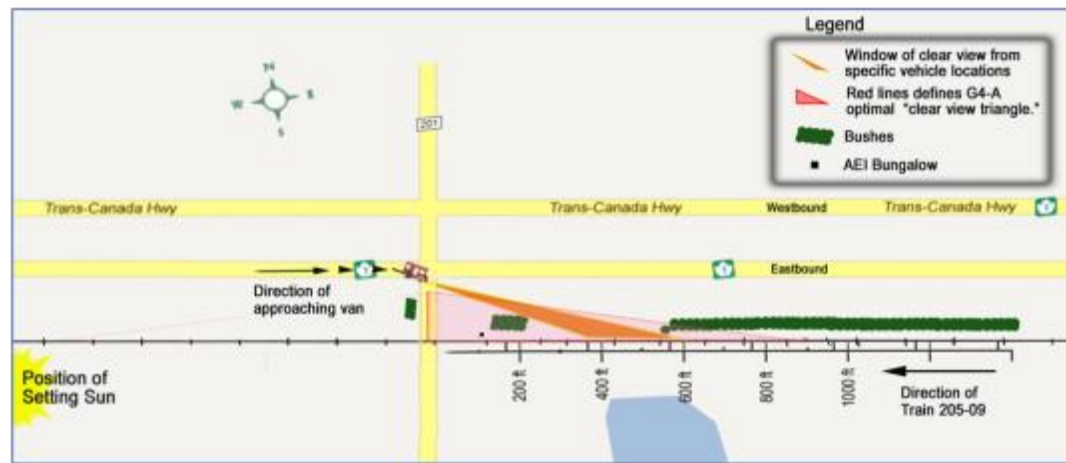 Legend
Window of clear view from
specific vehicle locations
Red lines defines G4-A
optimal "clear view triangle."
Bushes
AEI Bungalow
N
W
S
201
Trans-Canada Hwy
Trans-Canada Hwy
Westbound
Trans-Canada Hwy
1
1
1
Eastbound
Direction of
approaching van
Position of
Setting Sun
200 ft
400 ft
600 ft
800 ft
1000 ft
Direction of
Train 205-09